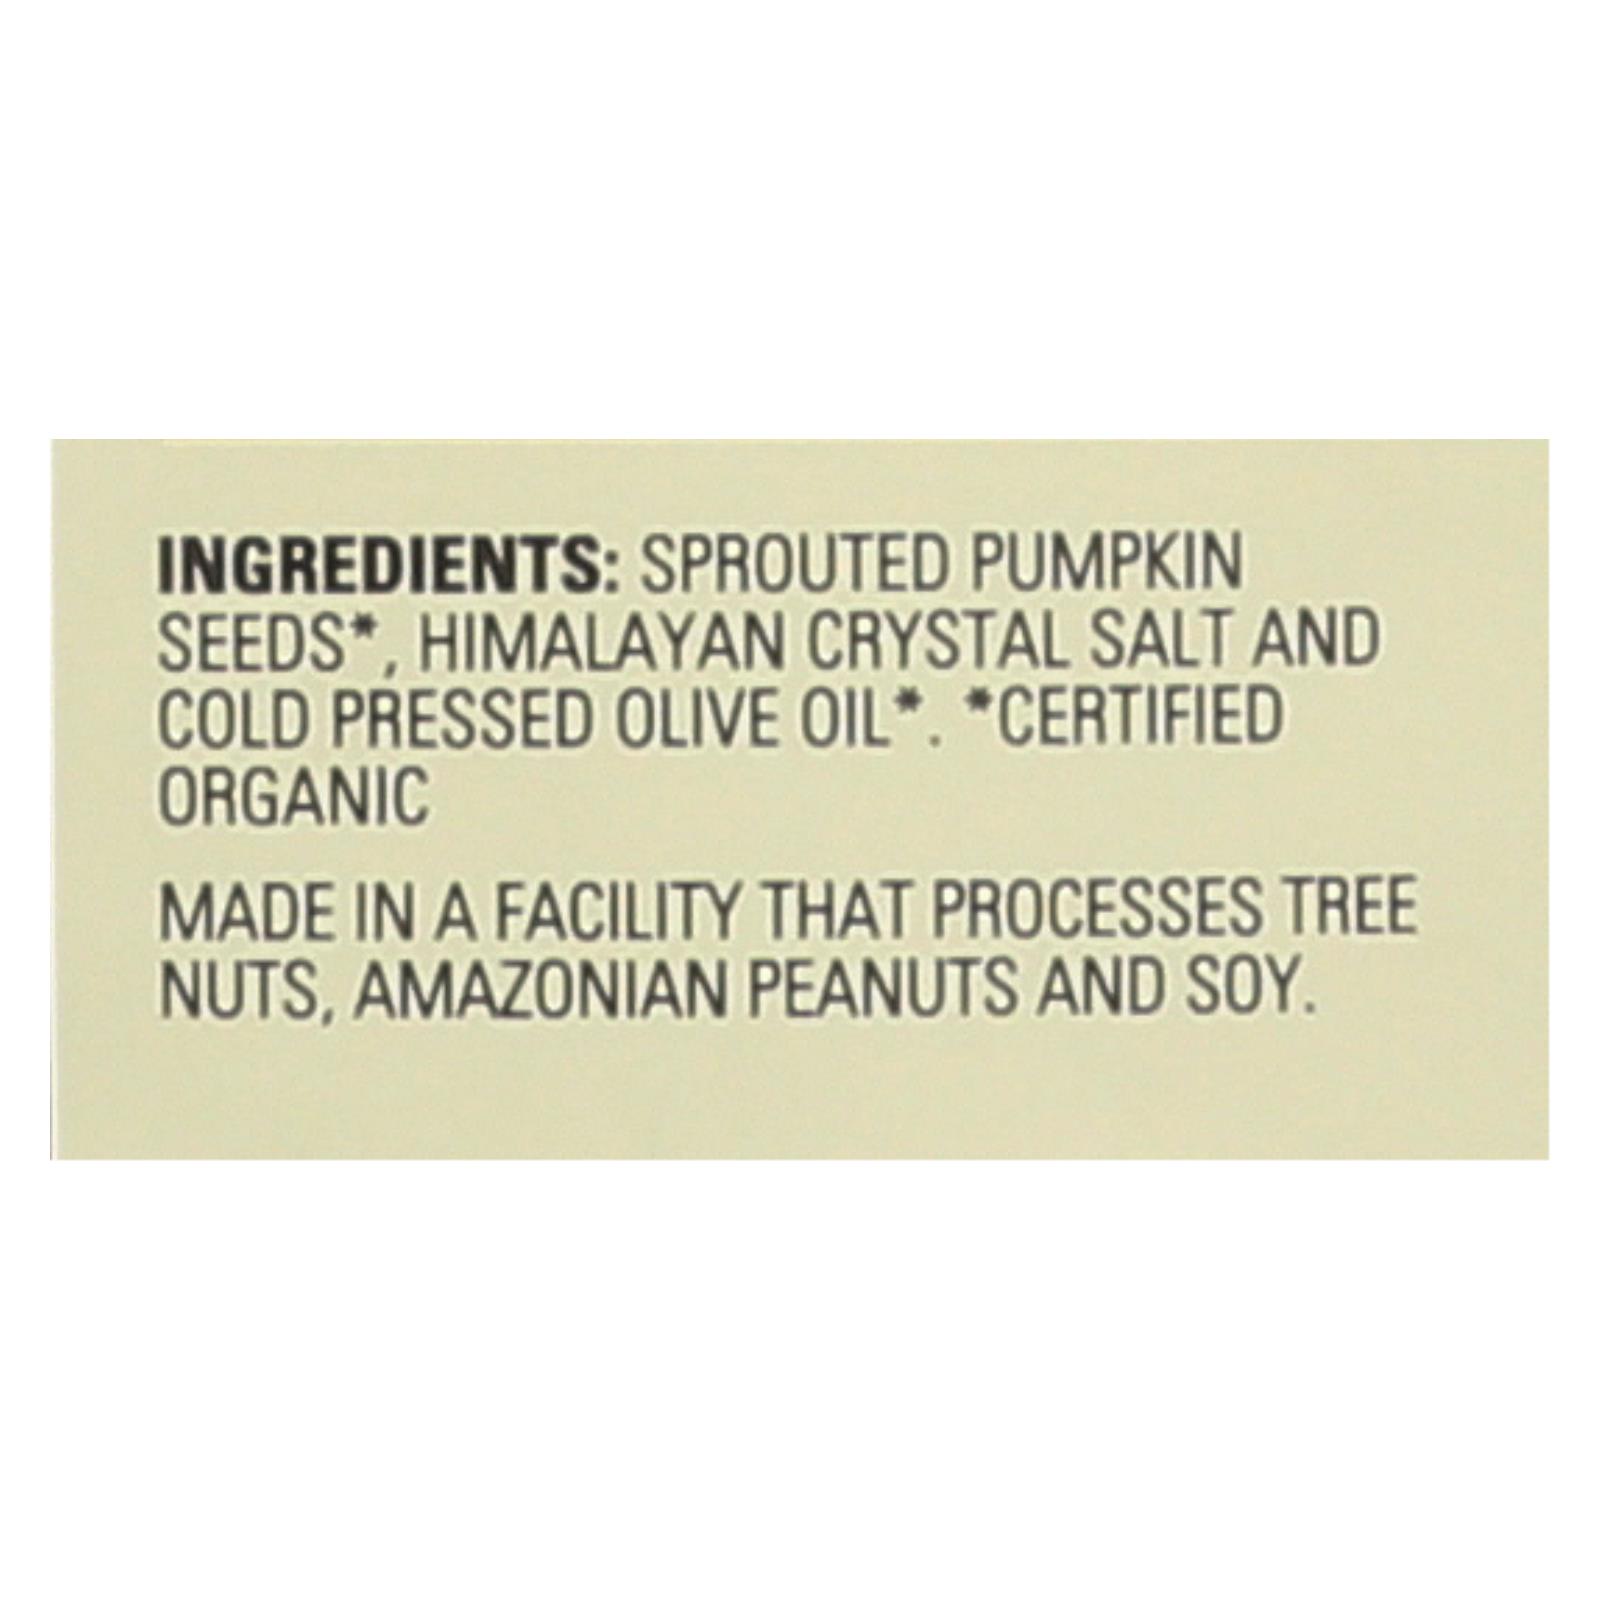 INGREDIENTS: SPROUTED PUMPKIN
SEEDS*, HIMALAYAN CRYSTAL SALT AND
COLD PRESSED OLIVE OIL*. *CERTIFIED
ORGANIC
MADE IN A FACILITY THAT PROCESSES TREE
NUTS, AMAZONIAN PEANUTS AND SOY.